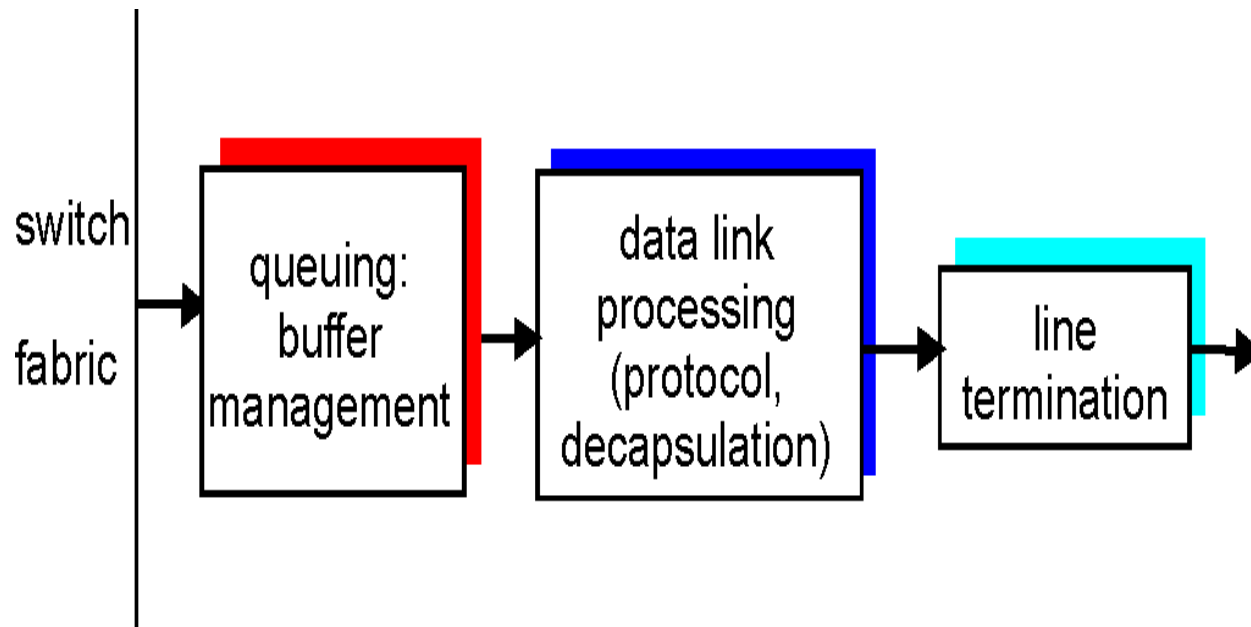 switch
fabric
queuing:
buffer
management
data link
processing
(protocol,
decapsulation)
line
termination